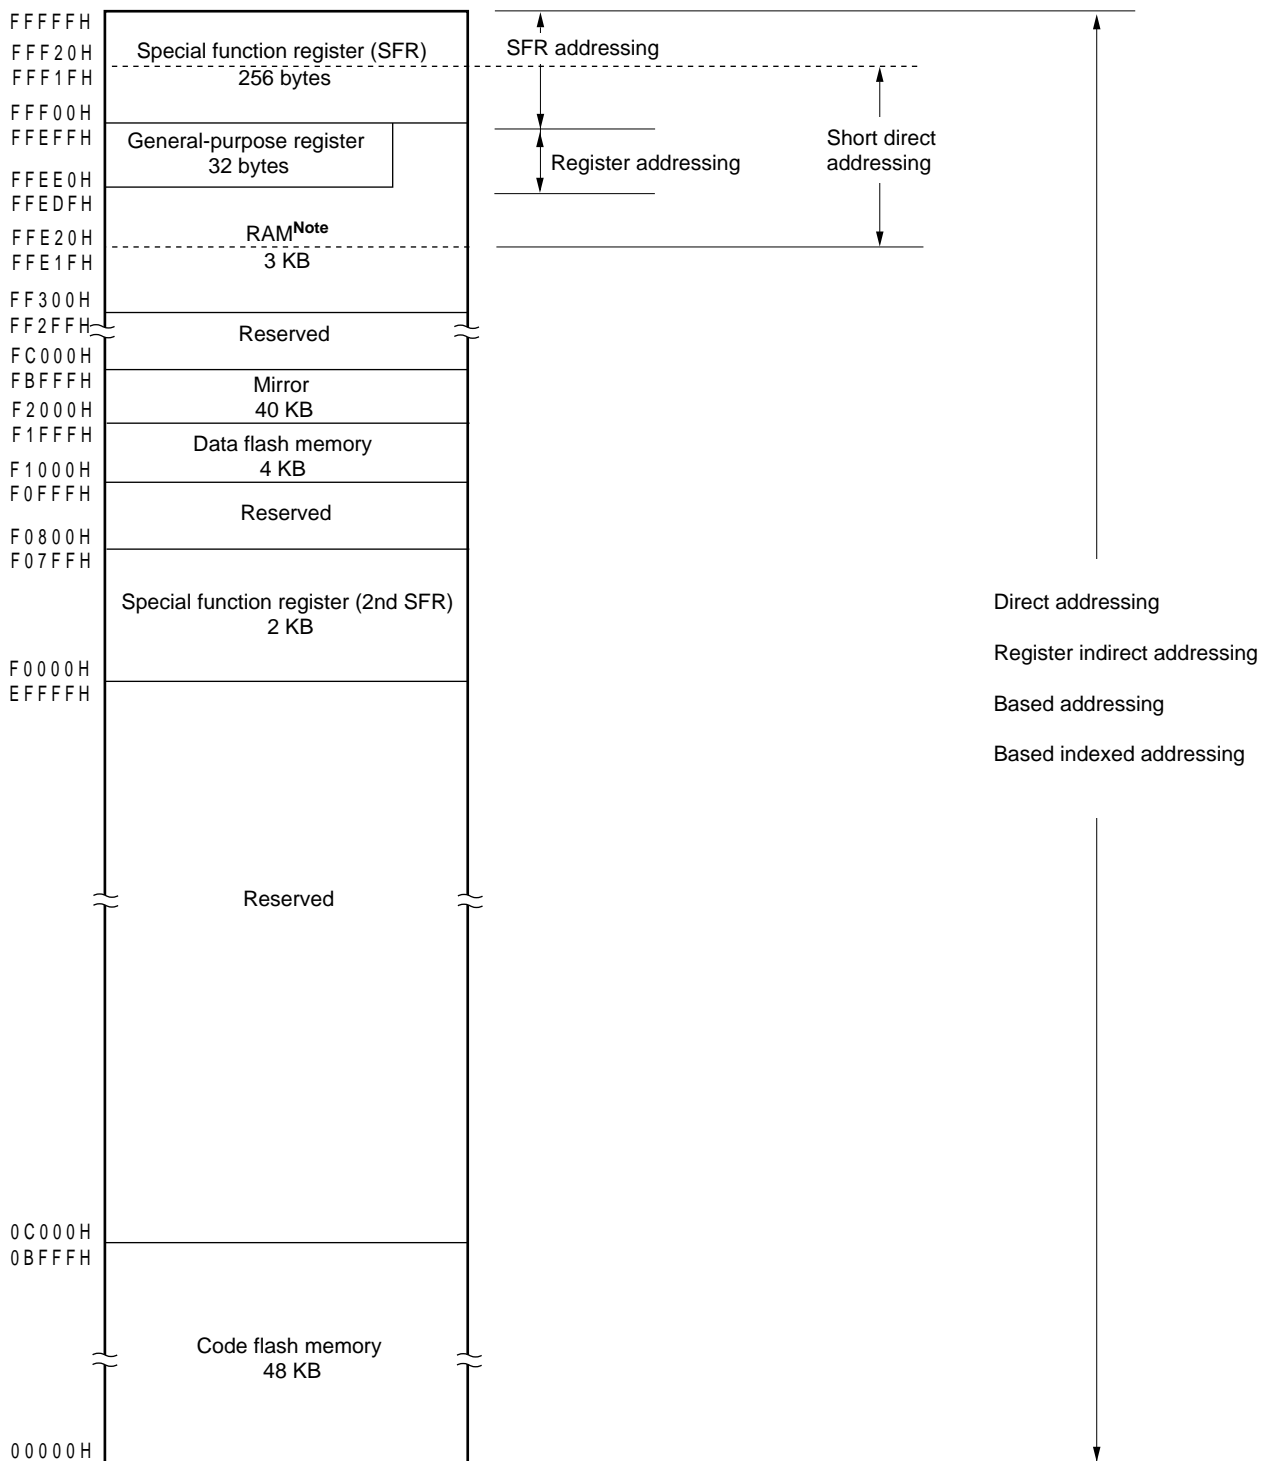 FFFFFH
FFF20H
Special function register (SFR)
SFR addressing
FFF1FH
256 bytes
FFF00H
FFEFFH
General-purpose register
32 bytes
Register addressing
Short direct
addressing
FFEE0H
FFEDFH
FFE20H
RAMNote
FFE1FH
3 KB
FF300H
FF2FFH
Reserved
FC000H
FBFFFH
Mirror
F2000H
40 KB
F1FFFH
Data flash memory
F1000H
4 KB
F0FFFH
Reserved
F0800H
F07FFH
Special function register (2nd SFR)
2 KB
Direct addressing
Register indirect addressing
Based addressing
Based indexed addressing
F0000H
EFFFFH
Reserved
0C000H
0BFFFH
Code flash memory
48 KB
00000H